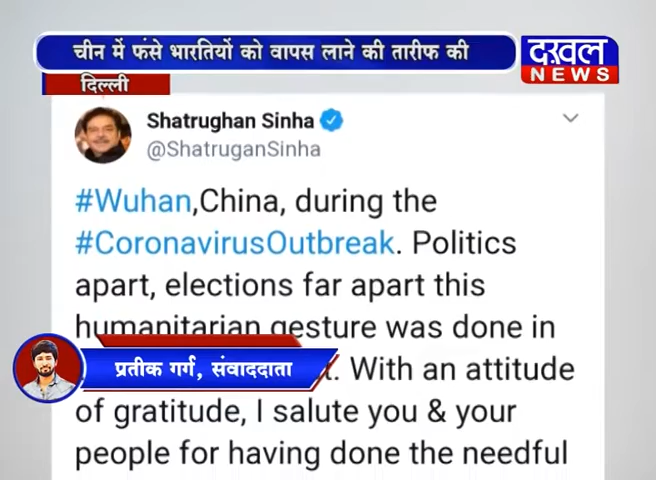 चीन में फंसे भारतियों को वापस लाने की तारीफ की
दखल
NEWS
दिल्ली
Shatrughan Sinha
@ShatruganSinha
#Wuhan,China, during the
#CoronavirusOutbreak. Politics
apart, elections far apart this
humanitarian gesture was done in
प्रतीक गर्ग, संवाददाता
. With an attitude
of gratitude, I salute you & your
people for having done the needful